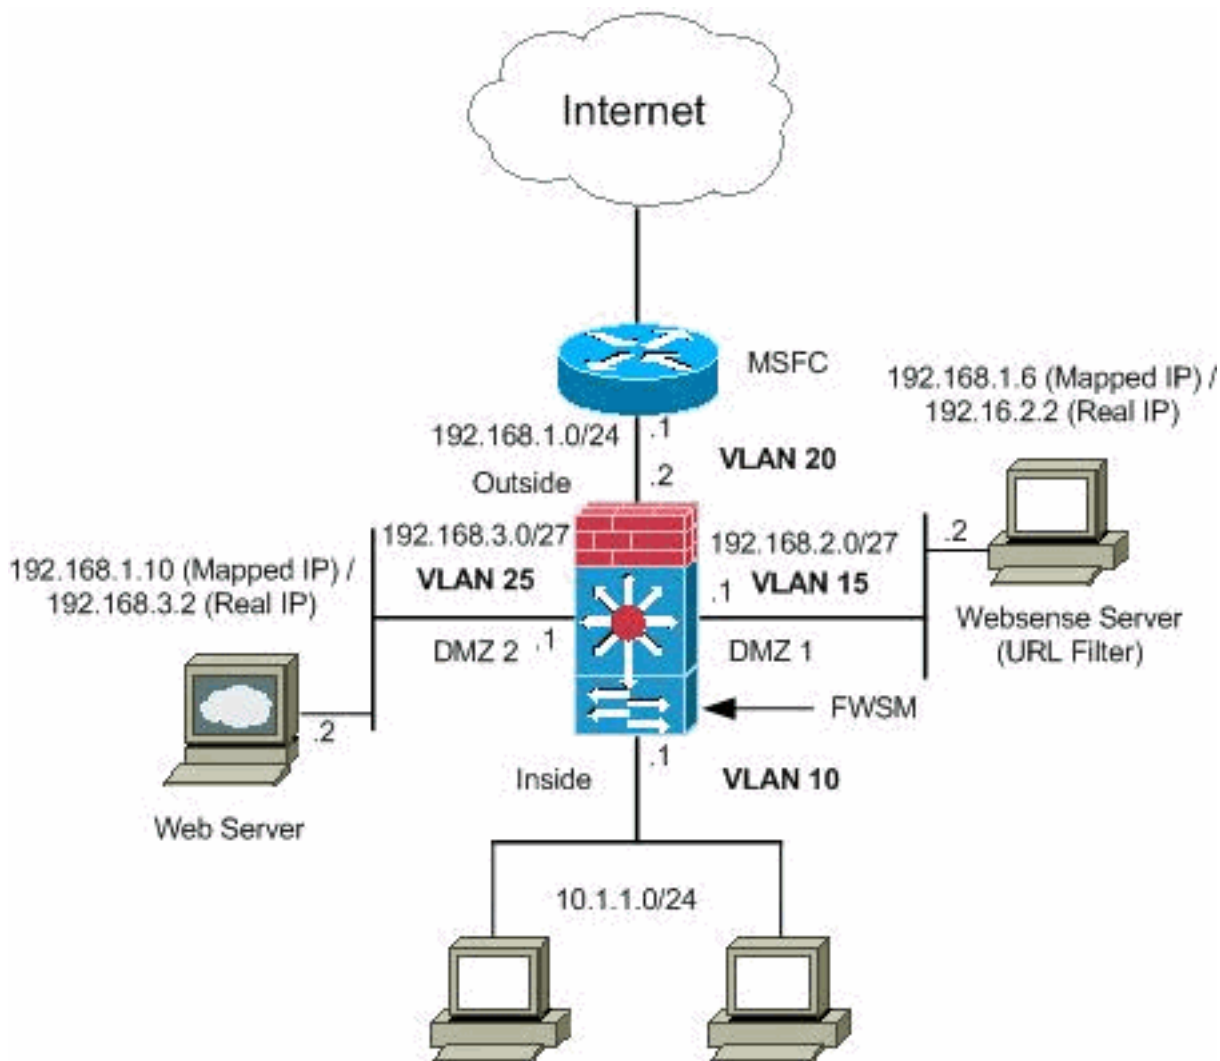 Internet
MSFC
192.168.1.6 (Mapped IP) /
192.16.2.2 (Real IP)
192.168.1.0/24
.1
VLAN 20
Outside
.2
192.168.3.0/27
192.168.2.0/27
.2
192.168.1.10 (Mapped IP) /
192.168.3.2 (Real IP)
VLAN 25
.1
VLAN 15
Websense Server
(URL Filter)
DMZ 2
.1
DMZ 1
FWSM
.2
.1
Inside
VLAN 10
Web Server
10.1.1.0/24